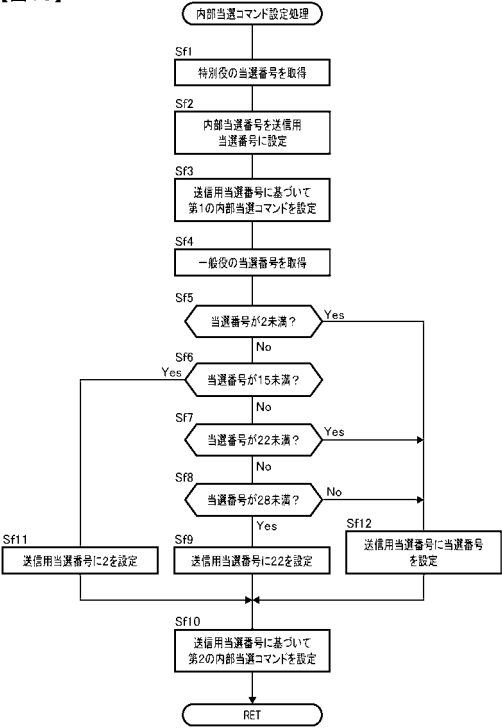 内部当選コマンド設定処理
Sf1
特別役の当選番号を取得
Sf2
内部当選番号を送信用
当選番号に設定
Sf3
送信用当選番号に基づいて
第1の内部当選コマンドを設定
Sf4
一般役の当選番号を取得
Sf5
当選番号が2未満?
Yes
No
Sf6
当選番号が15未満?
Yes
No
Sf7
当選番号が22未満?
Yes
No
Sf8
当選番号が28未満?
No
Yes
Sf11
送信用当選番号に2を設定
Sf9
送信用当選番号に22を設定
Sf12
送信用当選番号に当選番号
を設定
Sf10
送信用当選番号に基づいて
第2の内部当選コマンドを設定
RET